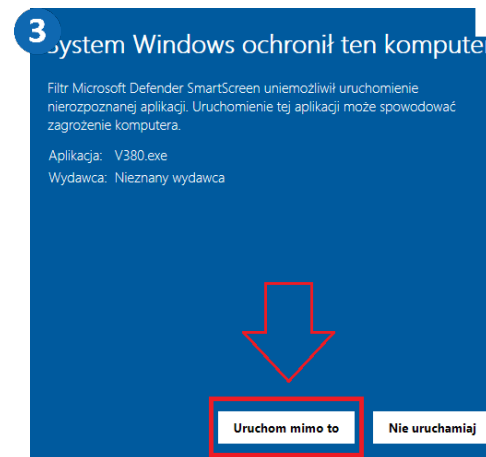 3
System Windows ochronił ten komputer
Filtr Microsoft Defender SmartScreen uniemożliwił uruchomienie
nierozpoznanej aplikacji. Uruchomienie tej aplikacji może spowodować
zagrożenie komputera.
Aplikacja: V380.exe
Wydawca: Nieznany wydawca
Uruchom mimo to
Nie uruchamiaj